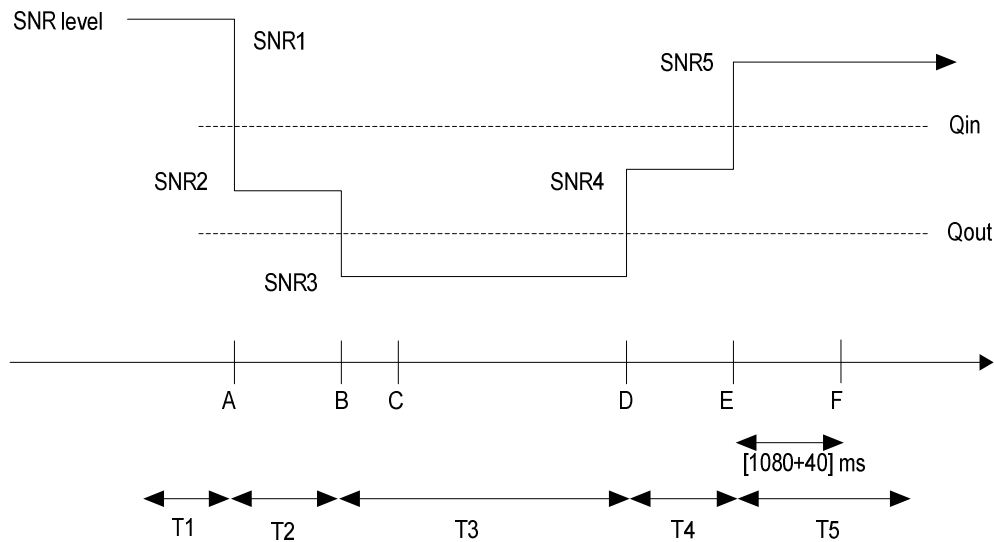 SNR level
SNR1
SNR5
Qin
SNR2
SNR4
Qout
SNR3
A B C D E F
[1080+40] ms
T1 T2 T3 T4 T5